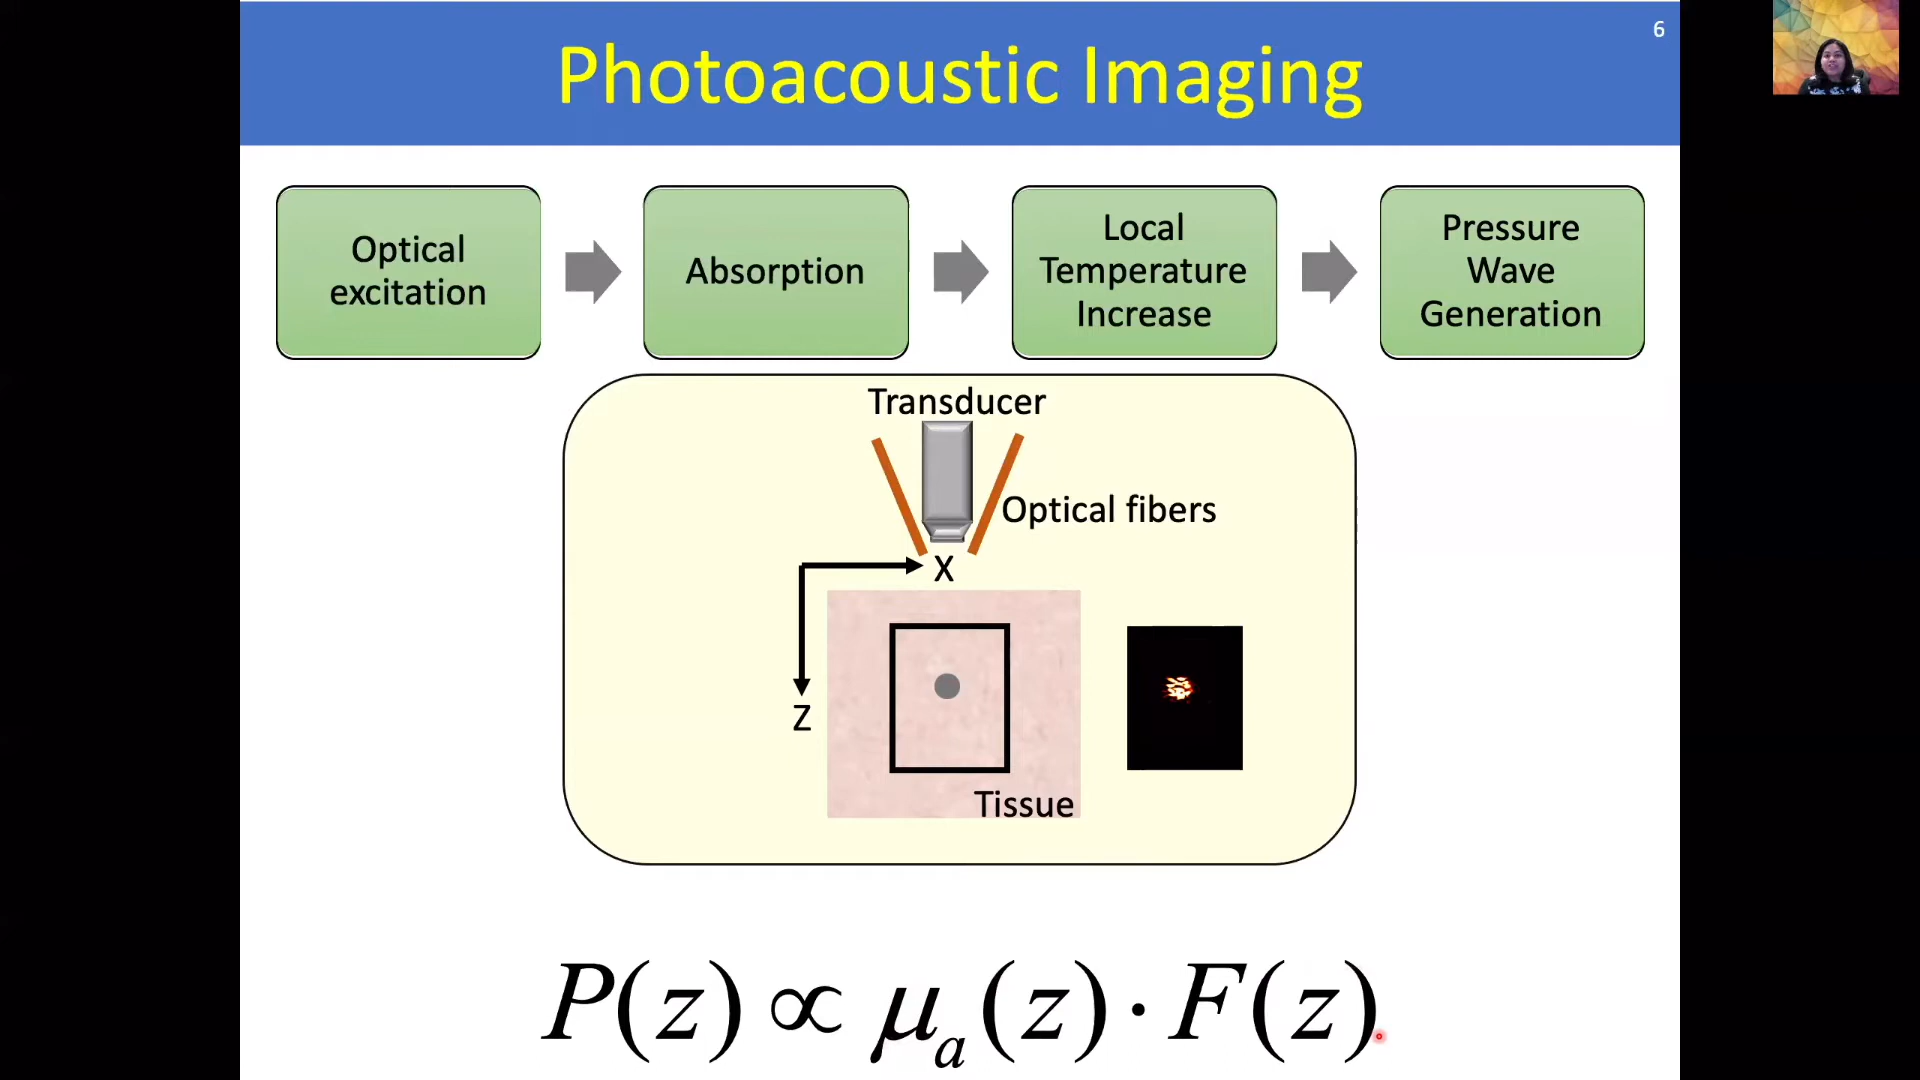 6
Photoacoustic Imaging
Optical
excitation
Absorption
Local
Temperature
Increase
Pressure
Wave
Generation
Transducer
Optical fibers
X
Z
Tissue
P(z) ∝ μₐ(z) · F(z)